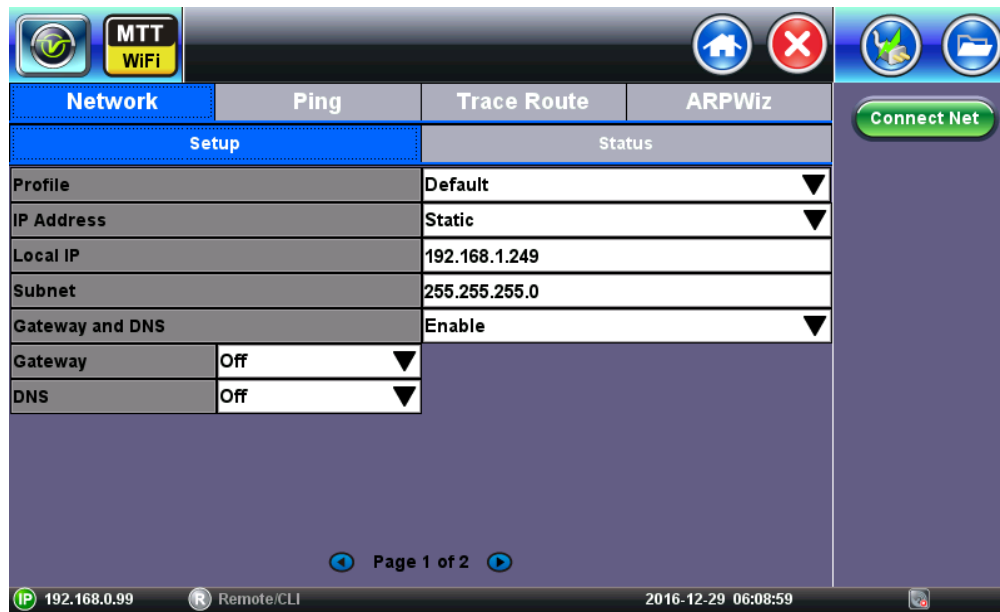 MTT
WiFi
Network Ping Trace Route ARPWiz
Connect Net
Setup Status
Profile Default
IP Address Static
Local IP 192.168.1.249
Subnet 255.255.255.0
Gateway and DNS Enable
Gateway Off
DNS Off
Page 1 of 2
IP 192.168.0.99 R Remote/CLI 2016-12-29 06:08:59